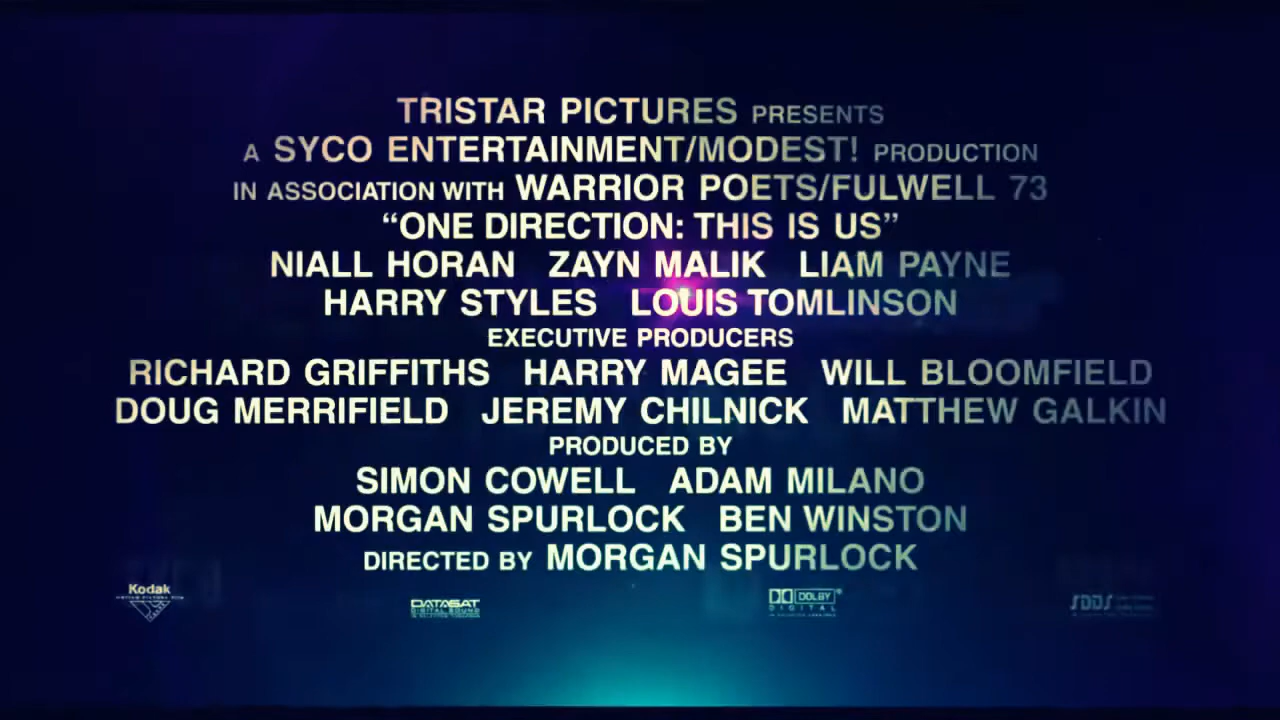 TRISTAR PICTURES PRESENTS
A SYCO ENTERTAINMENT/MODEST! PRODUCTION
IN ASSOCIATION WITH WARRIOR POETS/FULWELL 73
“ONE DIRECTION: THIS IS US”
NIALL HORAN ZAYN MALIK LIAM PAYNE
HARRY STYLES LOUIS TOMLINSON
EXECUTIVE PRODUCERS
RICHARD GRIFFITHS HARRY MAGEE WILL BLOOMFIELD
DOUG MERRIFIELD JEREMY CHILNICK MATTHEW GALKIN
PRODUCED BY
SIMON COWELL ADAM MILANO
MORGAN SPURLOCK BEN WINSTON
DIRECTED BY MORGAN SPURLOCK
Kodak
DATASAT
DIGITAL SOUND
DOLBY
DIGITAL
SDDS